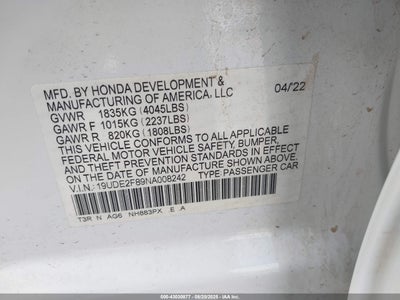 MFD. BY HONDA DEVELOPMENT &
MANUFACTURING OF AMERICA, LLC 04/22
GVWR 1835KG (4045LBS)
GAWR F 1015KG (2237LBS)
GAWR R 820KG (1808LBS)
THIS VEHICLE CONFORMS TO ALL APPLICABLE
FEDERAL MOTOR VEHICLE SAFETY, BUMPER,
AND THEFT PREVENTION STANDARDS IN EFFECT
ON THE DATE OF MANUFACTURE SHOWN ABOVE.
V.I.N.: 19UDE2F89NA008242 TYPE PASSENGER CAR
T3R N AG6 NH883PX E A